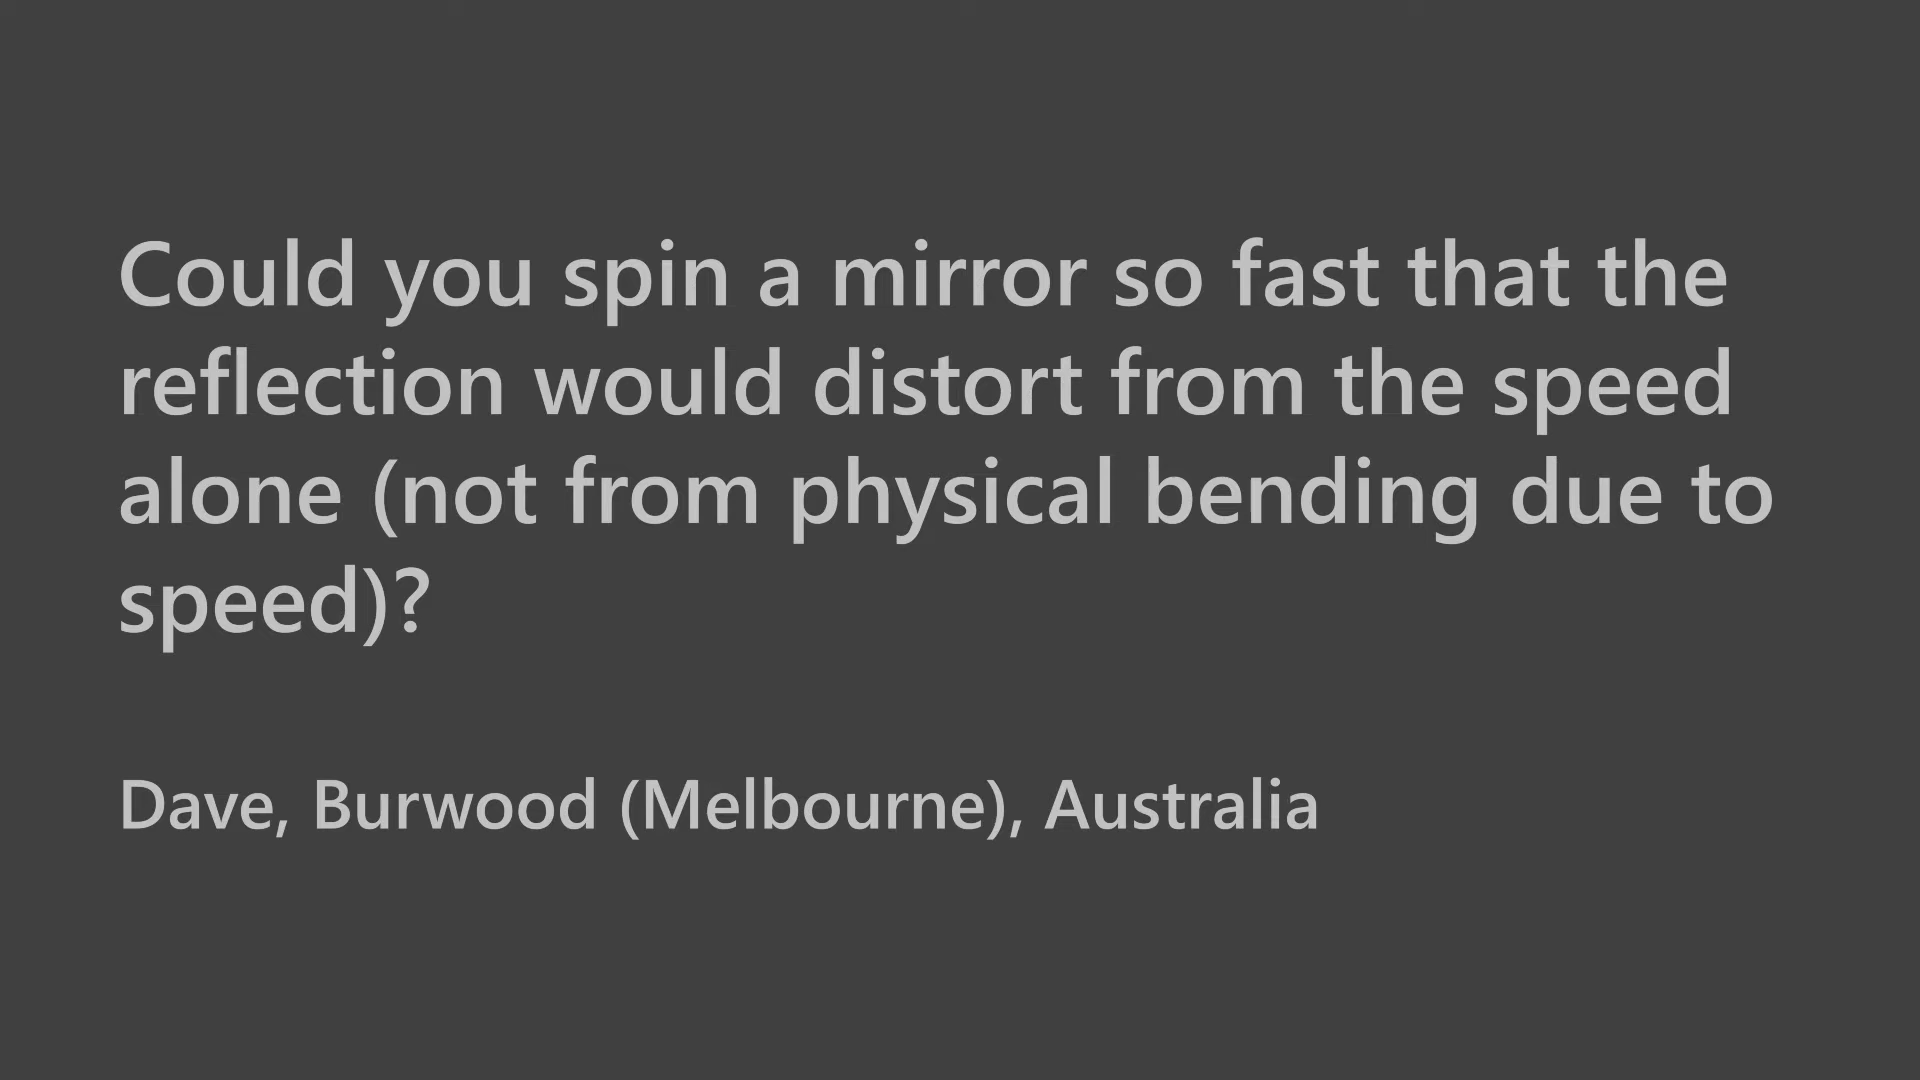 Could you spin a mirror so fast that the
reflection would distort from the speed
alone (not from physical bending due to
speed)?
Dave, Burwood (Melbourne), Australia